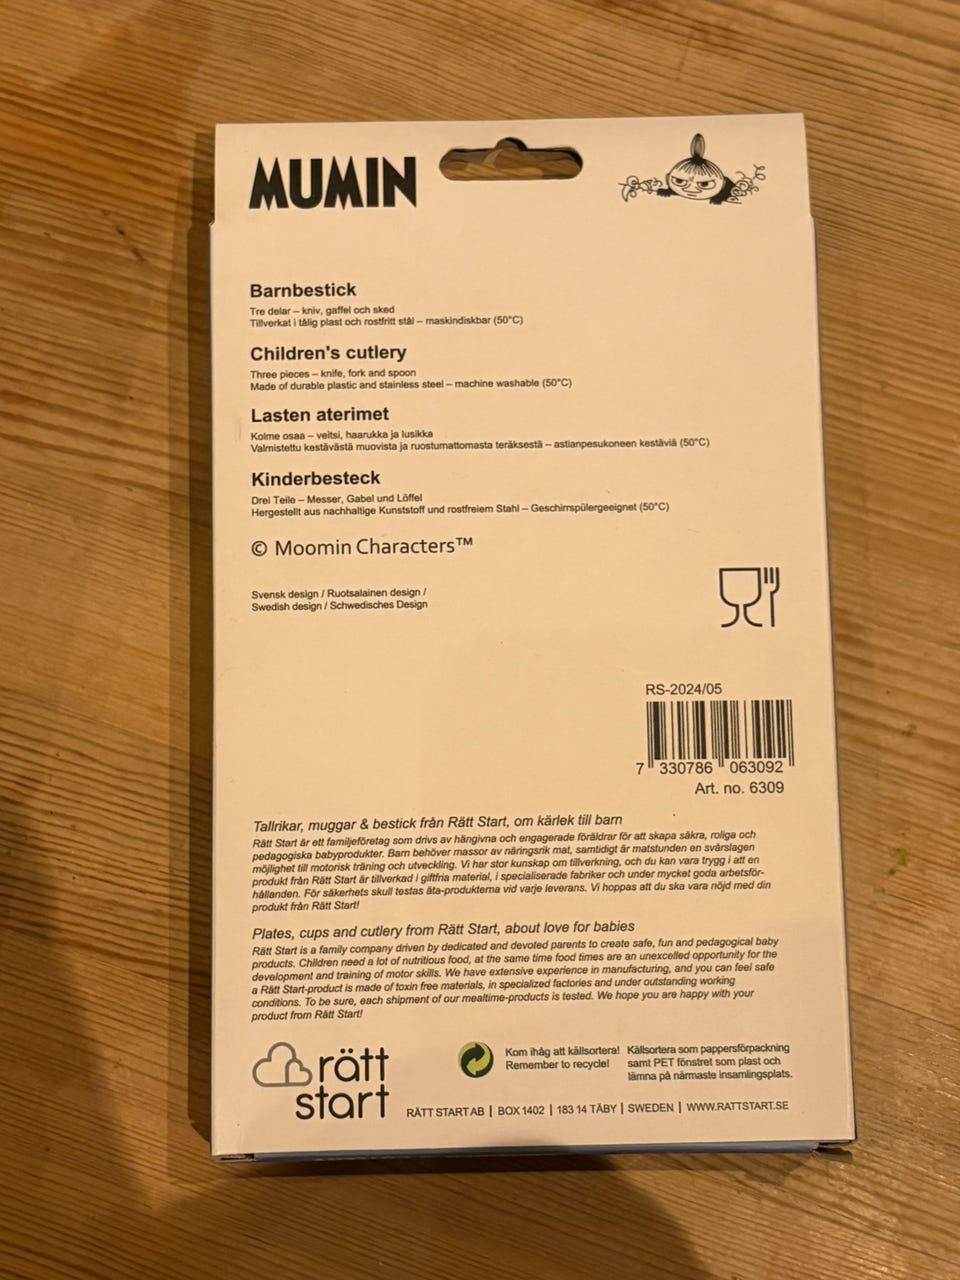 MUMIN
Barnbestick
Tre delar – kniv, gaffel och sked
Tillverkat i tålig plast och rostfritt stål – maskindiskbar (50°C)
Children's cutlery
Three pieces – knife, fork and spoon
Made of durable plastic and stainless steel – machine washable (50°C)
Lasten aterimet
Kolme osaa – veitsi, haarukka ja lusikka
Valmistettu kestävästä muovista ja ruostumattomasta teräksestä – astianpesukoneen kestäviä (50°C)
Kinderbesteck
Drei Teile – Messer, Gabel und Löffel
Hergestellt aus nachhaltige Kunststoff und rostfreiem Stahl – Geschirrspülergeeignet (50°C)
© Moomin Characters™
Svensk design / Ruotsalainen design /
Swedish design / Schwedisches Design
RS-2024/05
7 330786 063092
Art. no. 6309
Tallrikar, muggar & bestick från Rätt Start, om kärlek till barn
Rätt Start är ett familjeföretag som drivs av hängivna och engagerade föräldrar för att skapa säkra, roliga och
pedagogiska babyprodukter. Barn behöver massor av näringsrik mat, samtidigt är matstunden en svårslagen
möjlighet till motorisk träning och utveckling. Vi har stor kunskap om tillverkning, och du kan vara trygg i att en
produkt från Rätt Start är tillverkad i giftfria material, i specialiserade fabriker och under mycket goda arbetsför-
hållanden. För säkerhets skull testas äta-produkterna vid varje leverans. Vi hoppas att du ska vara nöjd med din
produkt från Rätt Start!
Plates, cups and cutlery from Rätt Start, about love for babies
Rätt Start is a family company driven by dedicated and devoted parents to create safe, fun and pedagogical baby
products. Children need a lot of nutritious food, at the same time food times are an unexcelled opportunity for the
development and training of motor skills. We have extensive experience in manufacturing, and you can feel safe
a Rätt Start-product is made of toxin free materials, in specialized factories and under outstanding working
conditions. To be sure, each shipment of our mealtime-products is tested. We hope you are happy with your
product from Rätt Start!
rätt
start
Kom ihåg att källsortera!
Remember to recycle!
Källsortera som pappersförpackning
samt PET fönstret som plast och
lämna på närmaste insamlingsplats.
RÄTT START AB | BOX 1402 | 183 14 TÄBY | SWEDEN | WWW.RATTSTART.SE